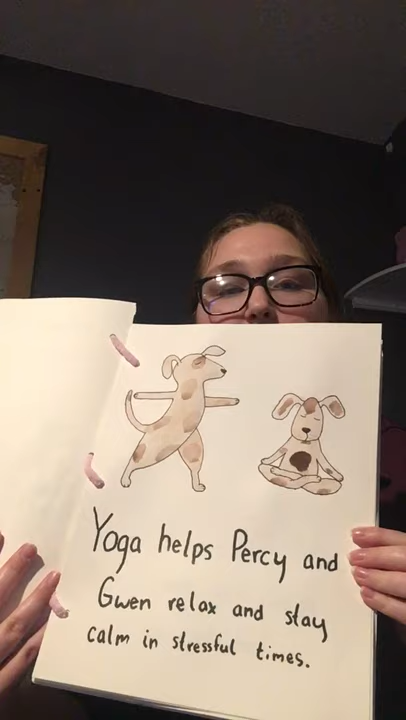 Yoga helps Percy and
Gwen relax and stay
calm in stressful times.